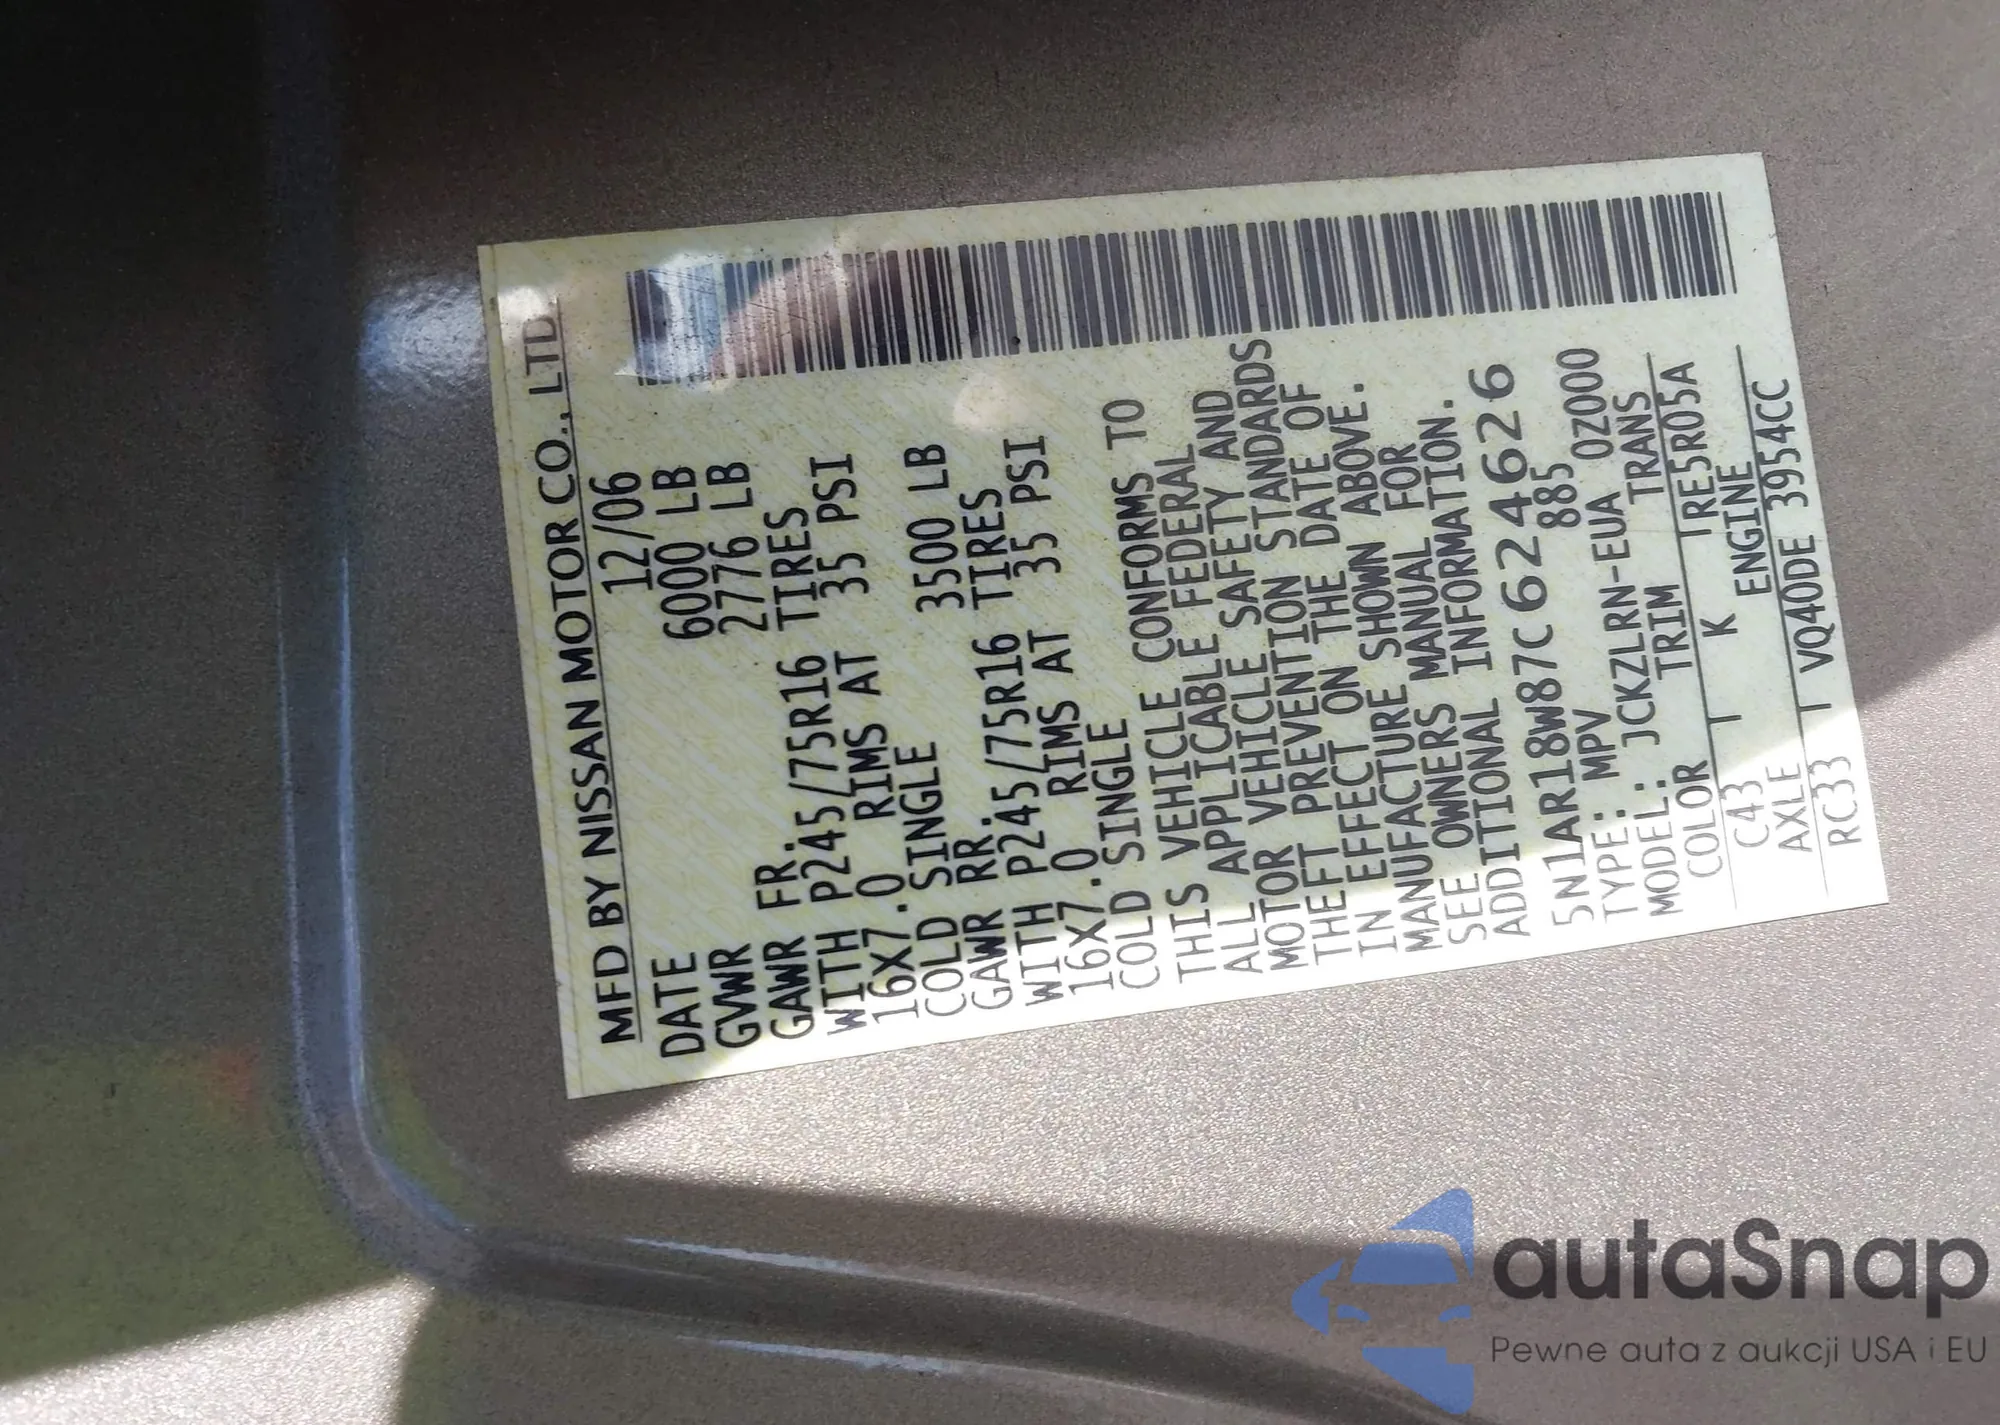 MFD BY NISSAN MOTOR CO., LTD.
DATE 12/06
GVWR 6000 LB
GAWR FR. 2776 LB
WITH P245/75R16 TIRES
16X7.0 RIMS AT 35 PSI
COLD SINGLE
GAWR RR. 3500 LB
WITH P245/75R16 TIRES
16X7.0 RIMS AT 35 PSI
COLD SINGLE
THIS VEHICLE CONFORMS TO
ALL APPLICABLE FEDERAL
MOTOR VEHICLE SAFETY AND
THEFT PREVENTION STANDARDS
IN EFFECT ON THE DATE OF
MANUFACTURE SHOWN ABOVE.
SEE OWNERS MANUAL FOR
ADDITIONAL INFORMATION.
5N1AR18W87C624626
TYPE: MPV 885
MODEL: JCKZLRN-EUA 0Z000
COLOR TRIM TRANS
C43 T K TRE5R05A
AXLE ENGINE
RC33 T VQ40DE 3954CC
autaSnap
Pewne auta z aukcji USA i EU